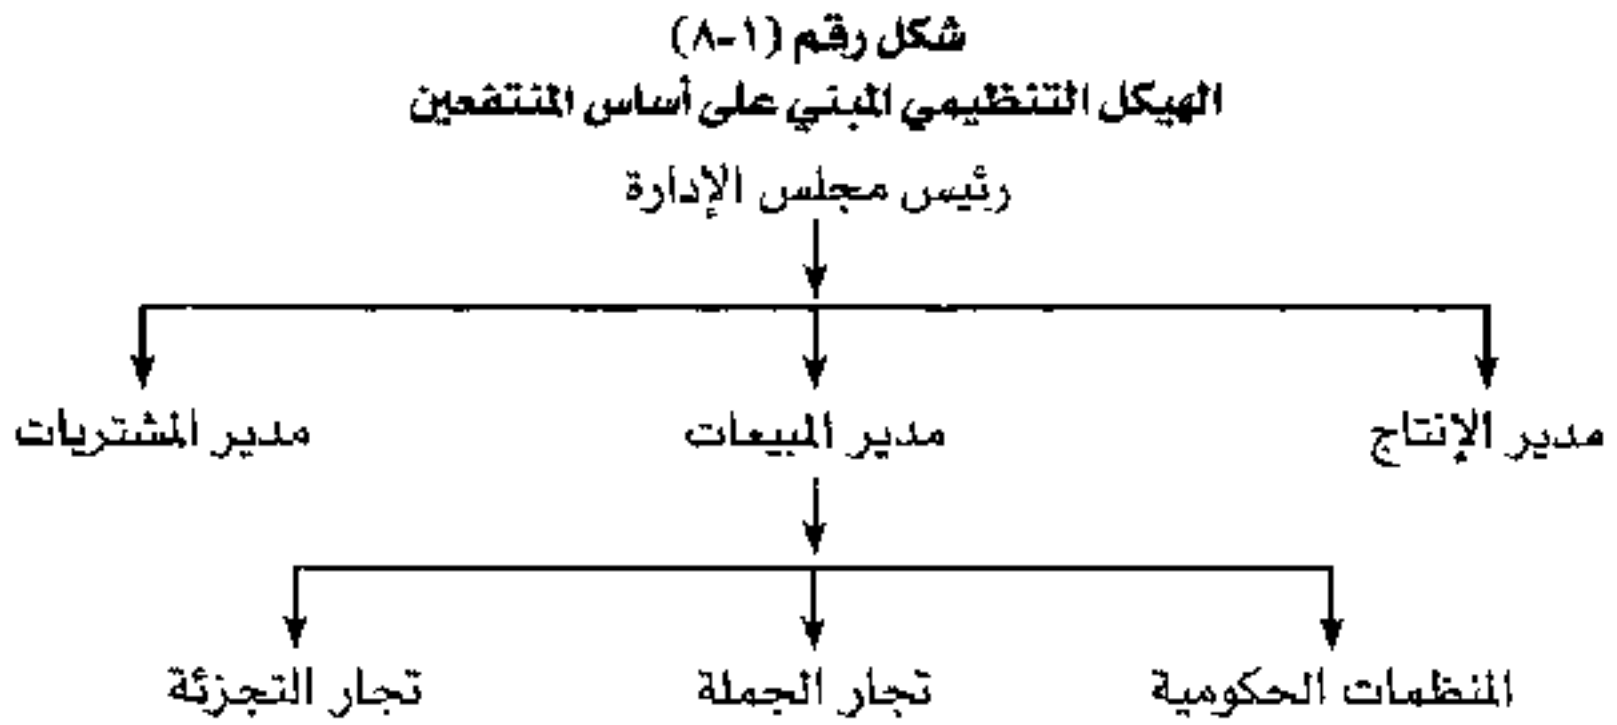 شكل رقم (١-٨)
الهيكل التنظيمي المبني على أساس المنتفعين
رئيس مجلس الإدارة
مدير الإنتاج مدير المبيعات مدير المشتريات
المنظمات الحكومية تجار الجملة تجار التجزئة